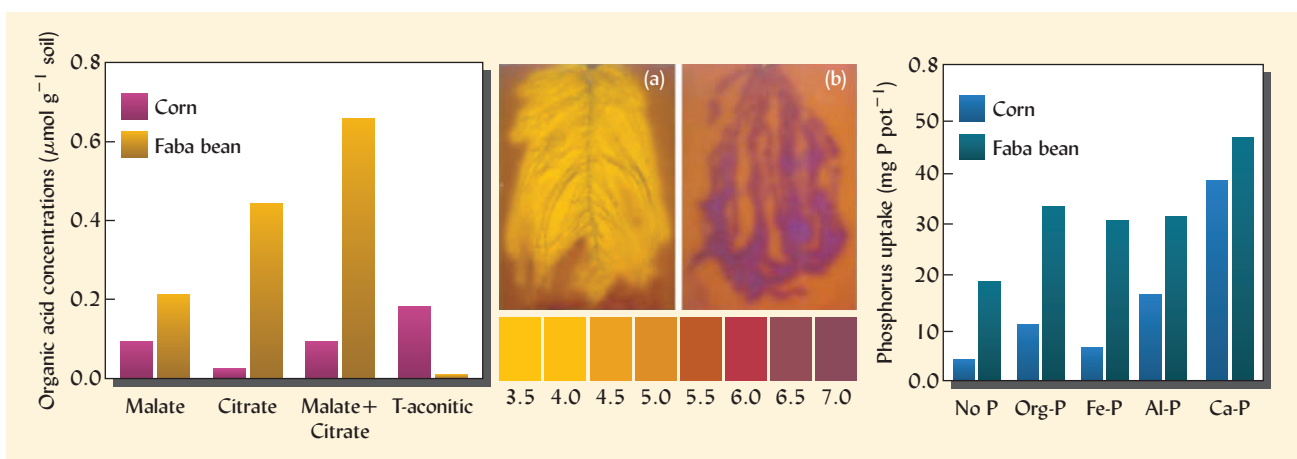 Organic acid concentrations (μmol g⁻¹ soil)
0.8
0.6
0.4
0.2
0.0
Corn
Faba bean
Malate
Citrate
Malate+
Citrate
T-aconitic
(a)
(b)
3.5 4.0 4.5 5.0 5.5 6.0 6.5 7.0
Phosphorus uptake (mg P pot⁻¹)
0.8
50
40
30
20
10
0.0
Corn
Faba bean
No P
Org-P
Fe-P
Al-P
Ca-P